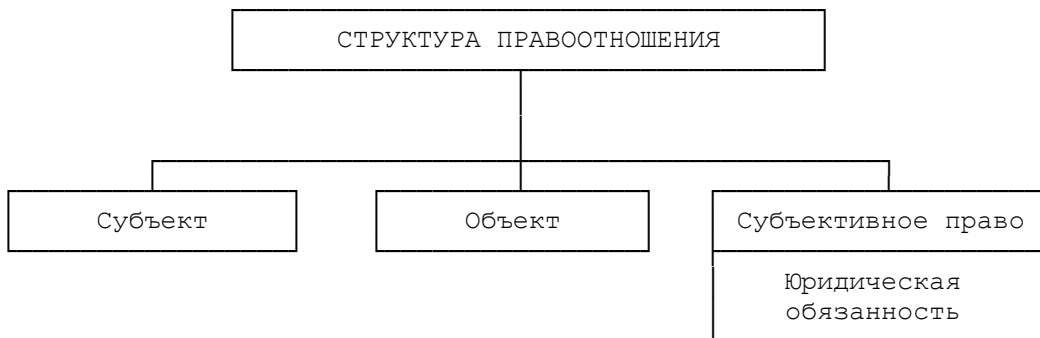 СТРУКТУРА ПРАВООТНОШЕНИЯ
Субъект
Объект
Субъективное право
Юридическая
обязанность